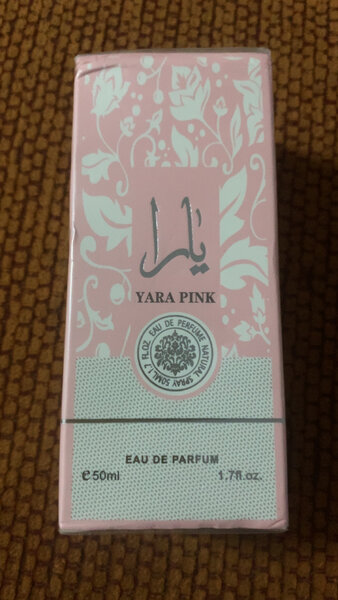 يارا
YARA PINK
EAU DE PERFUME NATURAL SPRAY 50ML 1.7 FL.OZ
EAU DE PARFUM
℮50ml 1.7fl.oz.